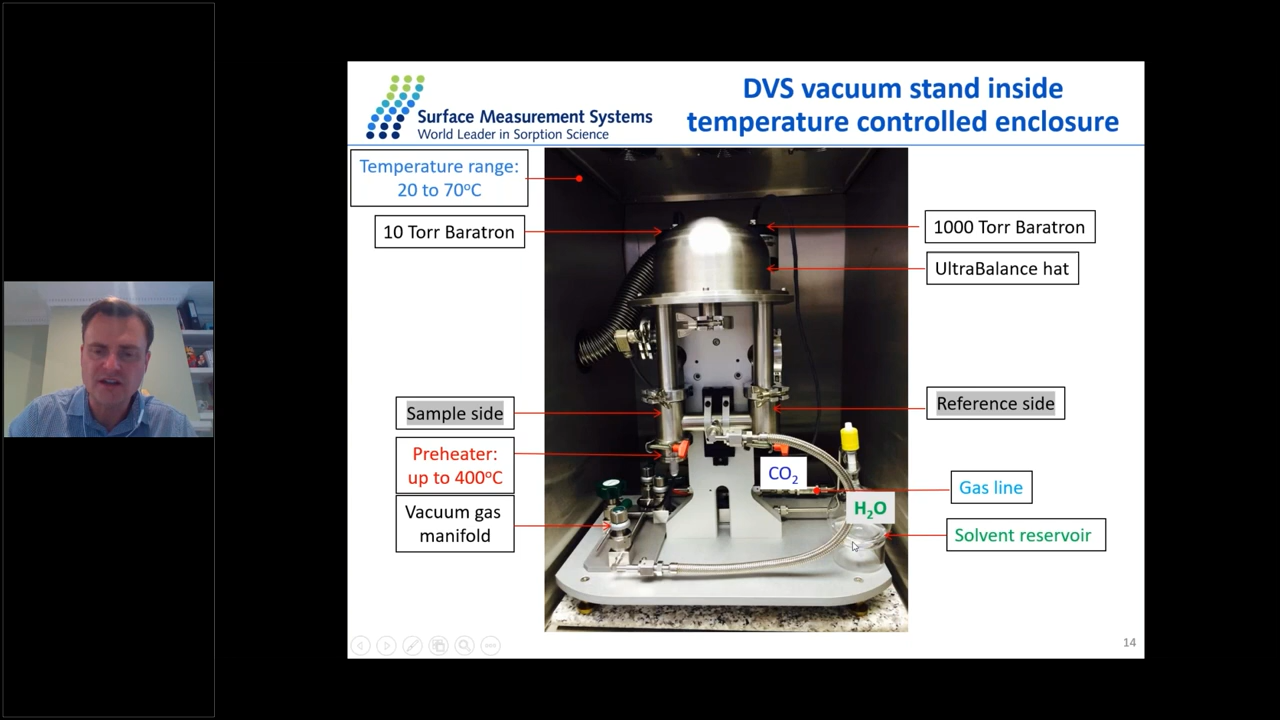 Surface Measurement Systems
World Leader in Sorption Science
DVS vacuum stand inside
temperature controlled enclosure
Temperature range:
20 to 70°C
10 Torr Baratron
1000 Torr Baratron
UltraBalance hat
Sample side
Reference side
Preheater:
up to 400°C
CO₂
Gas line
Vacuum gas
manifold
H₂O
Solvent reservoir
14